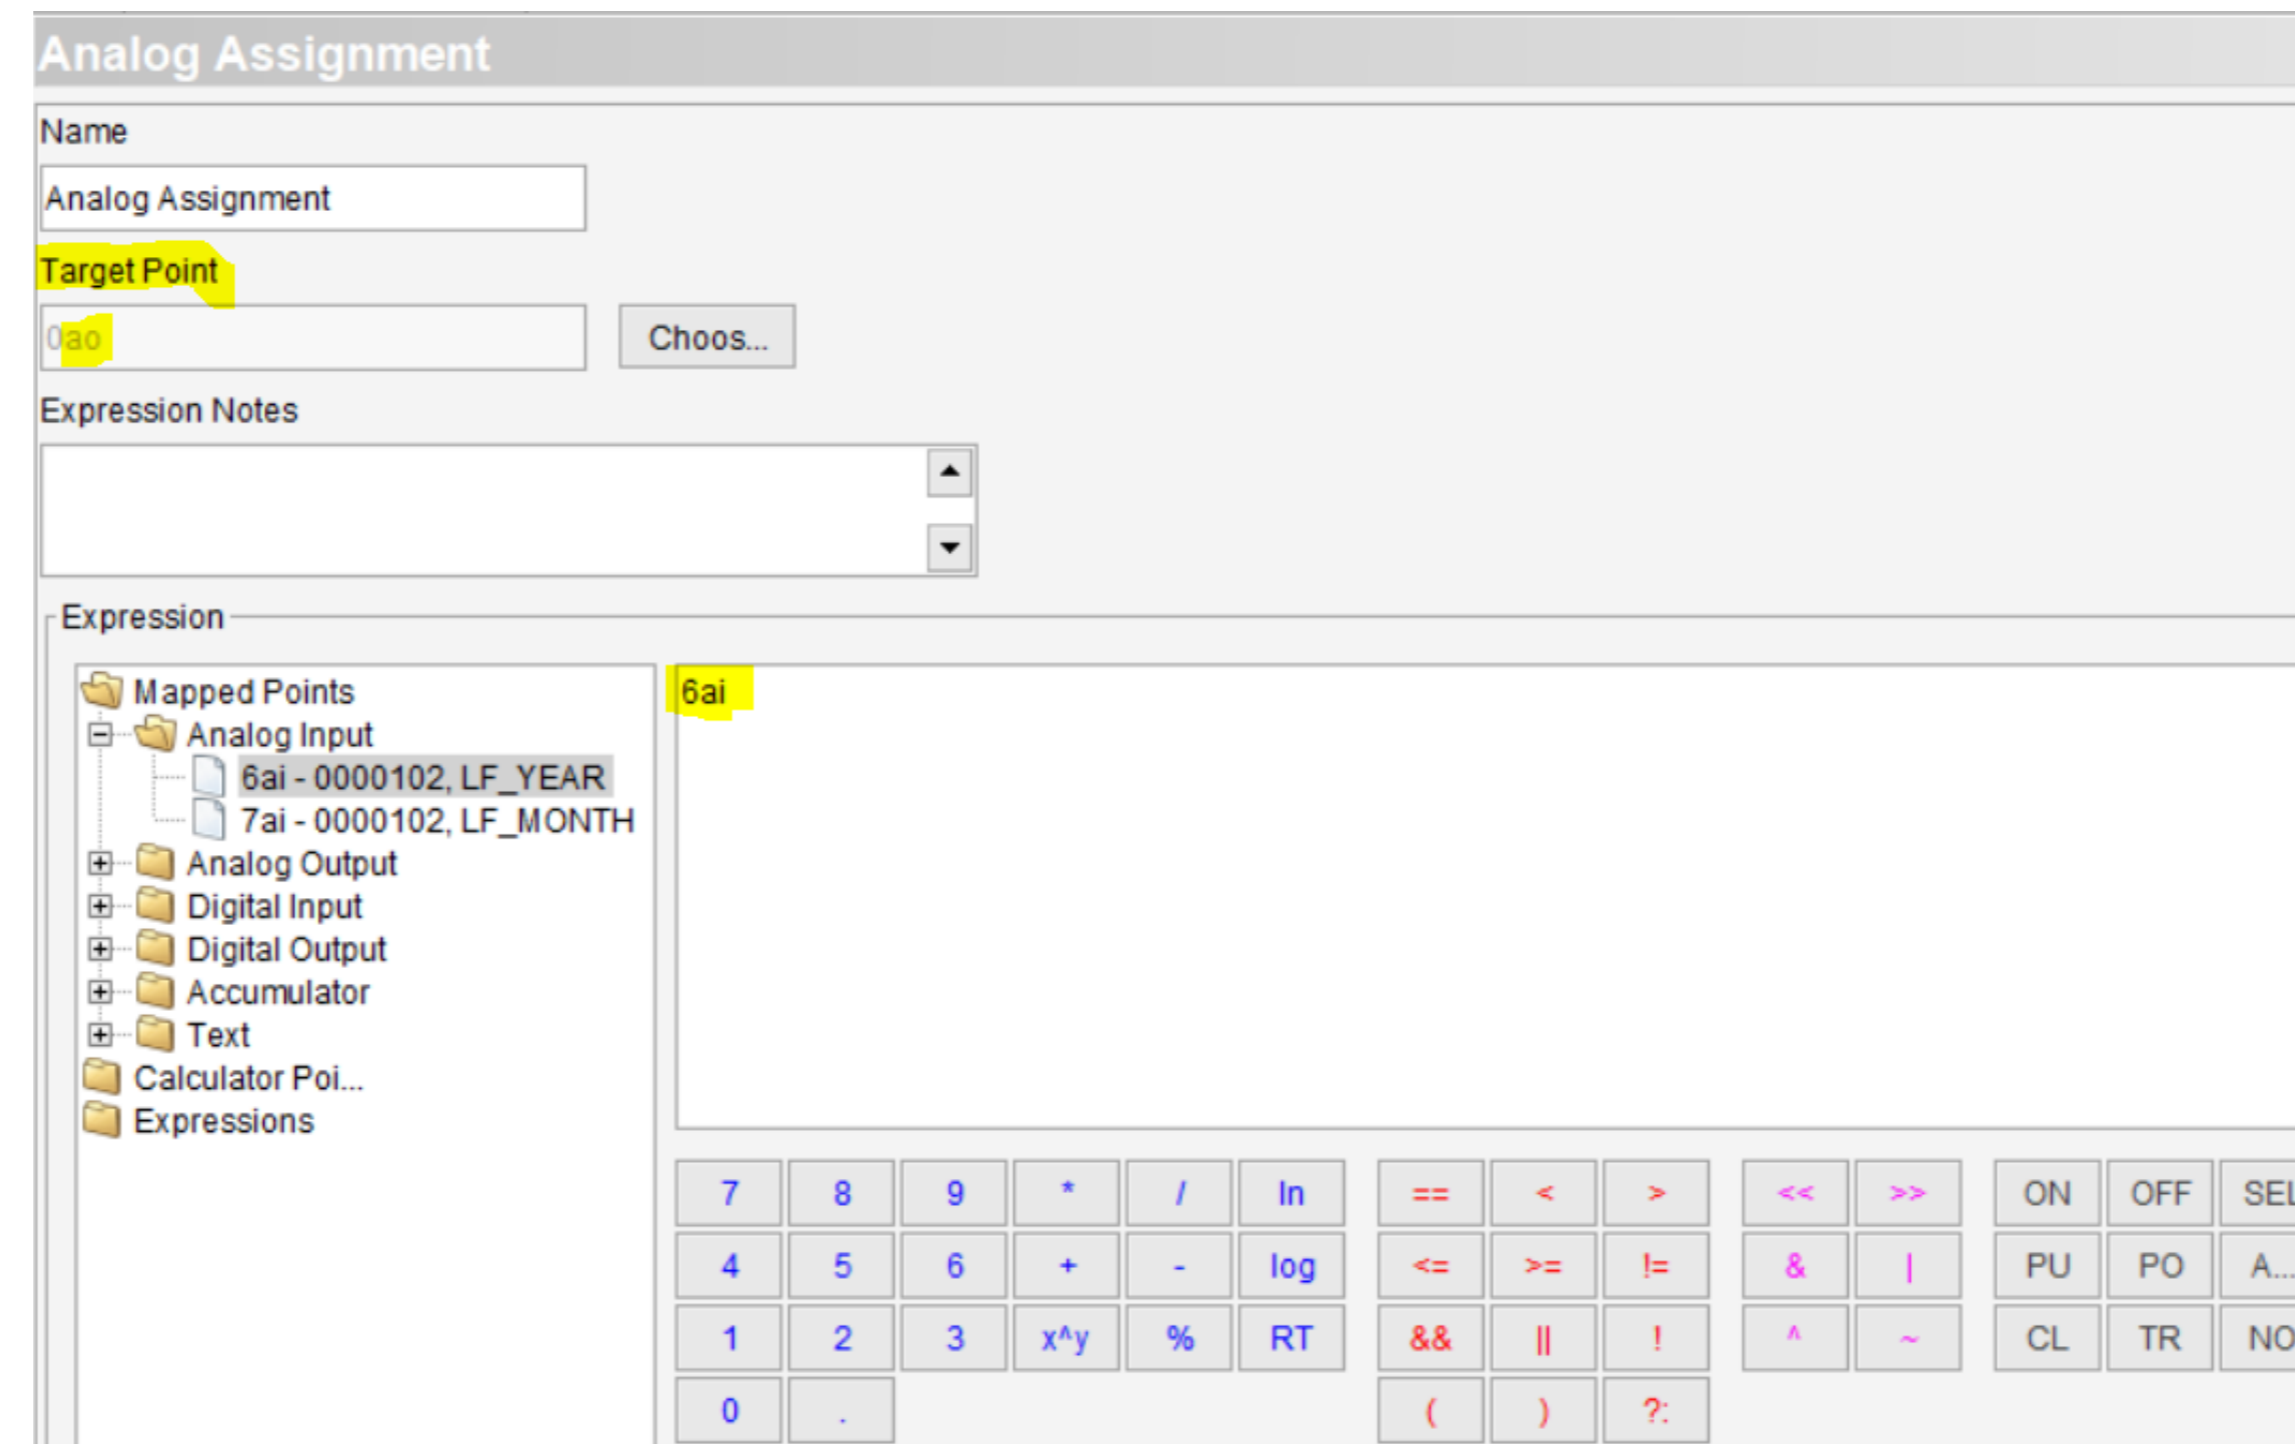 Analog Assignment
Name
Analog Assignment
Target Point
0ao Choos...
Expression Notes
Expression
Mapped Points
Analog Input
6ai - 0000102, LF_YEAR
7ai - 0000102, LF_MONTH
Analog Output
Digital Input
Digital Output
Accumulator
Text
Calculator Poi...
Expressions
6ai
7 8 9 * / ln == < > << >> ON OFF SEL
4 5 6 + - log <= >= != & | PU PO A...
1 2 3 x^y % RT && || ! ^ ~ CL TR NO
0 . ( ) ?: